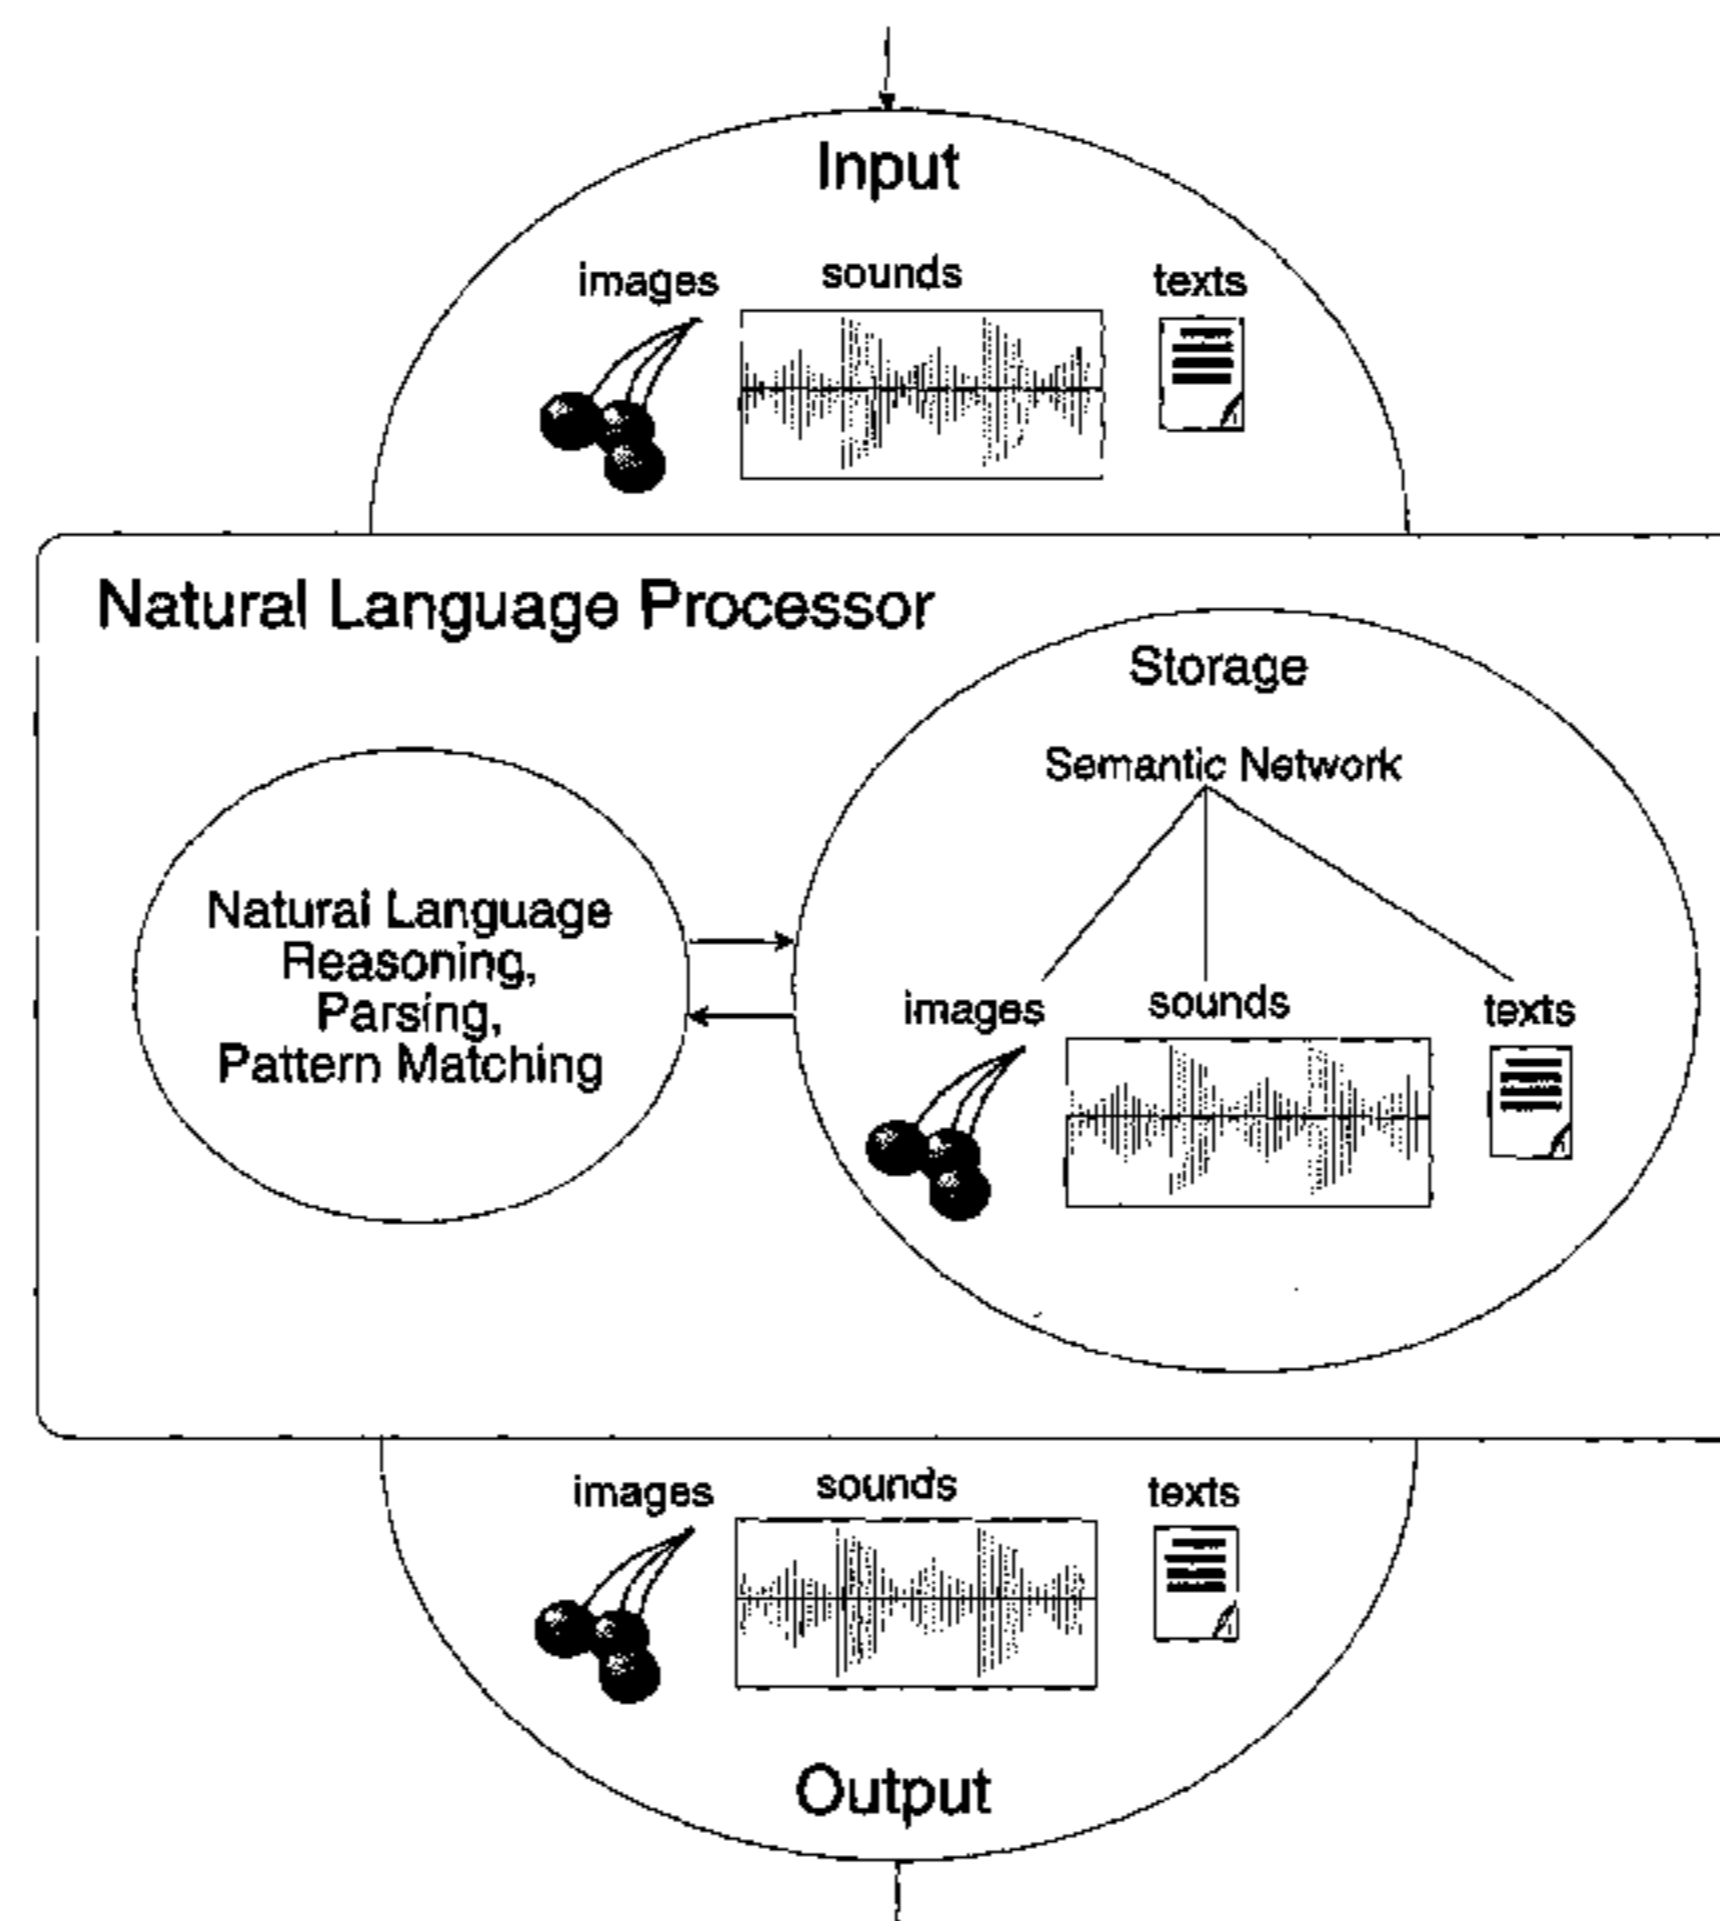 Input
images sounds texts
Natural Language Processor
Storage
Semantic Network
Natural Language
Reasoning,
Parsing,
Pattern Matching
images sounds texts
images sounds texts
Output